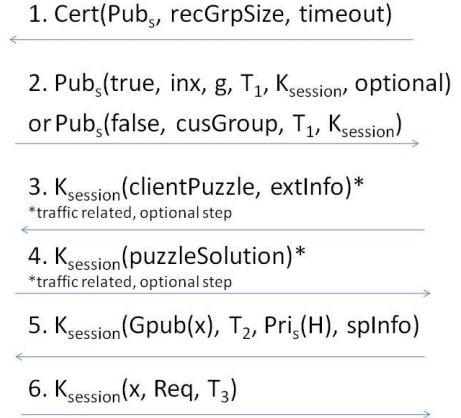 1. Cert(Pubₛ, recGrpSize, timeout)
2. Pubₛ(true, inx, g, T₁, Kₛₑₛₛᵢₒₙ, optional)
or Pubₛ(false, cusGroup, T₁, Kₛₑₛₛᵢₒₙ)
3. Kₛₑₛₛᵢₒₙ(clientPuzzle, extInfo)*
*traffic related, optional step
4. Kₛₑₛₛᵢₒₙ(puzzleSolution)*
*traffic related, optional step
5. Kₛₑₛₛᵢₒₙ(Gpub(x), T₂, Priₛ(H), spInfo)
6. Kₛₑₛₛᵢₒₙ(x, Req, T₃)